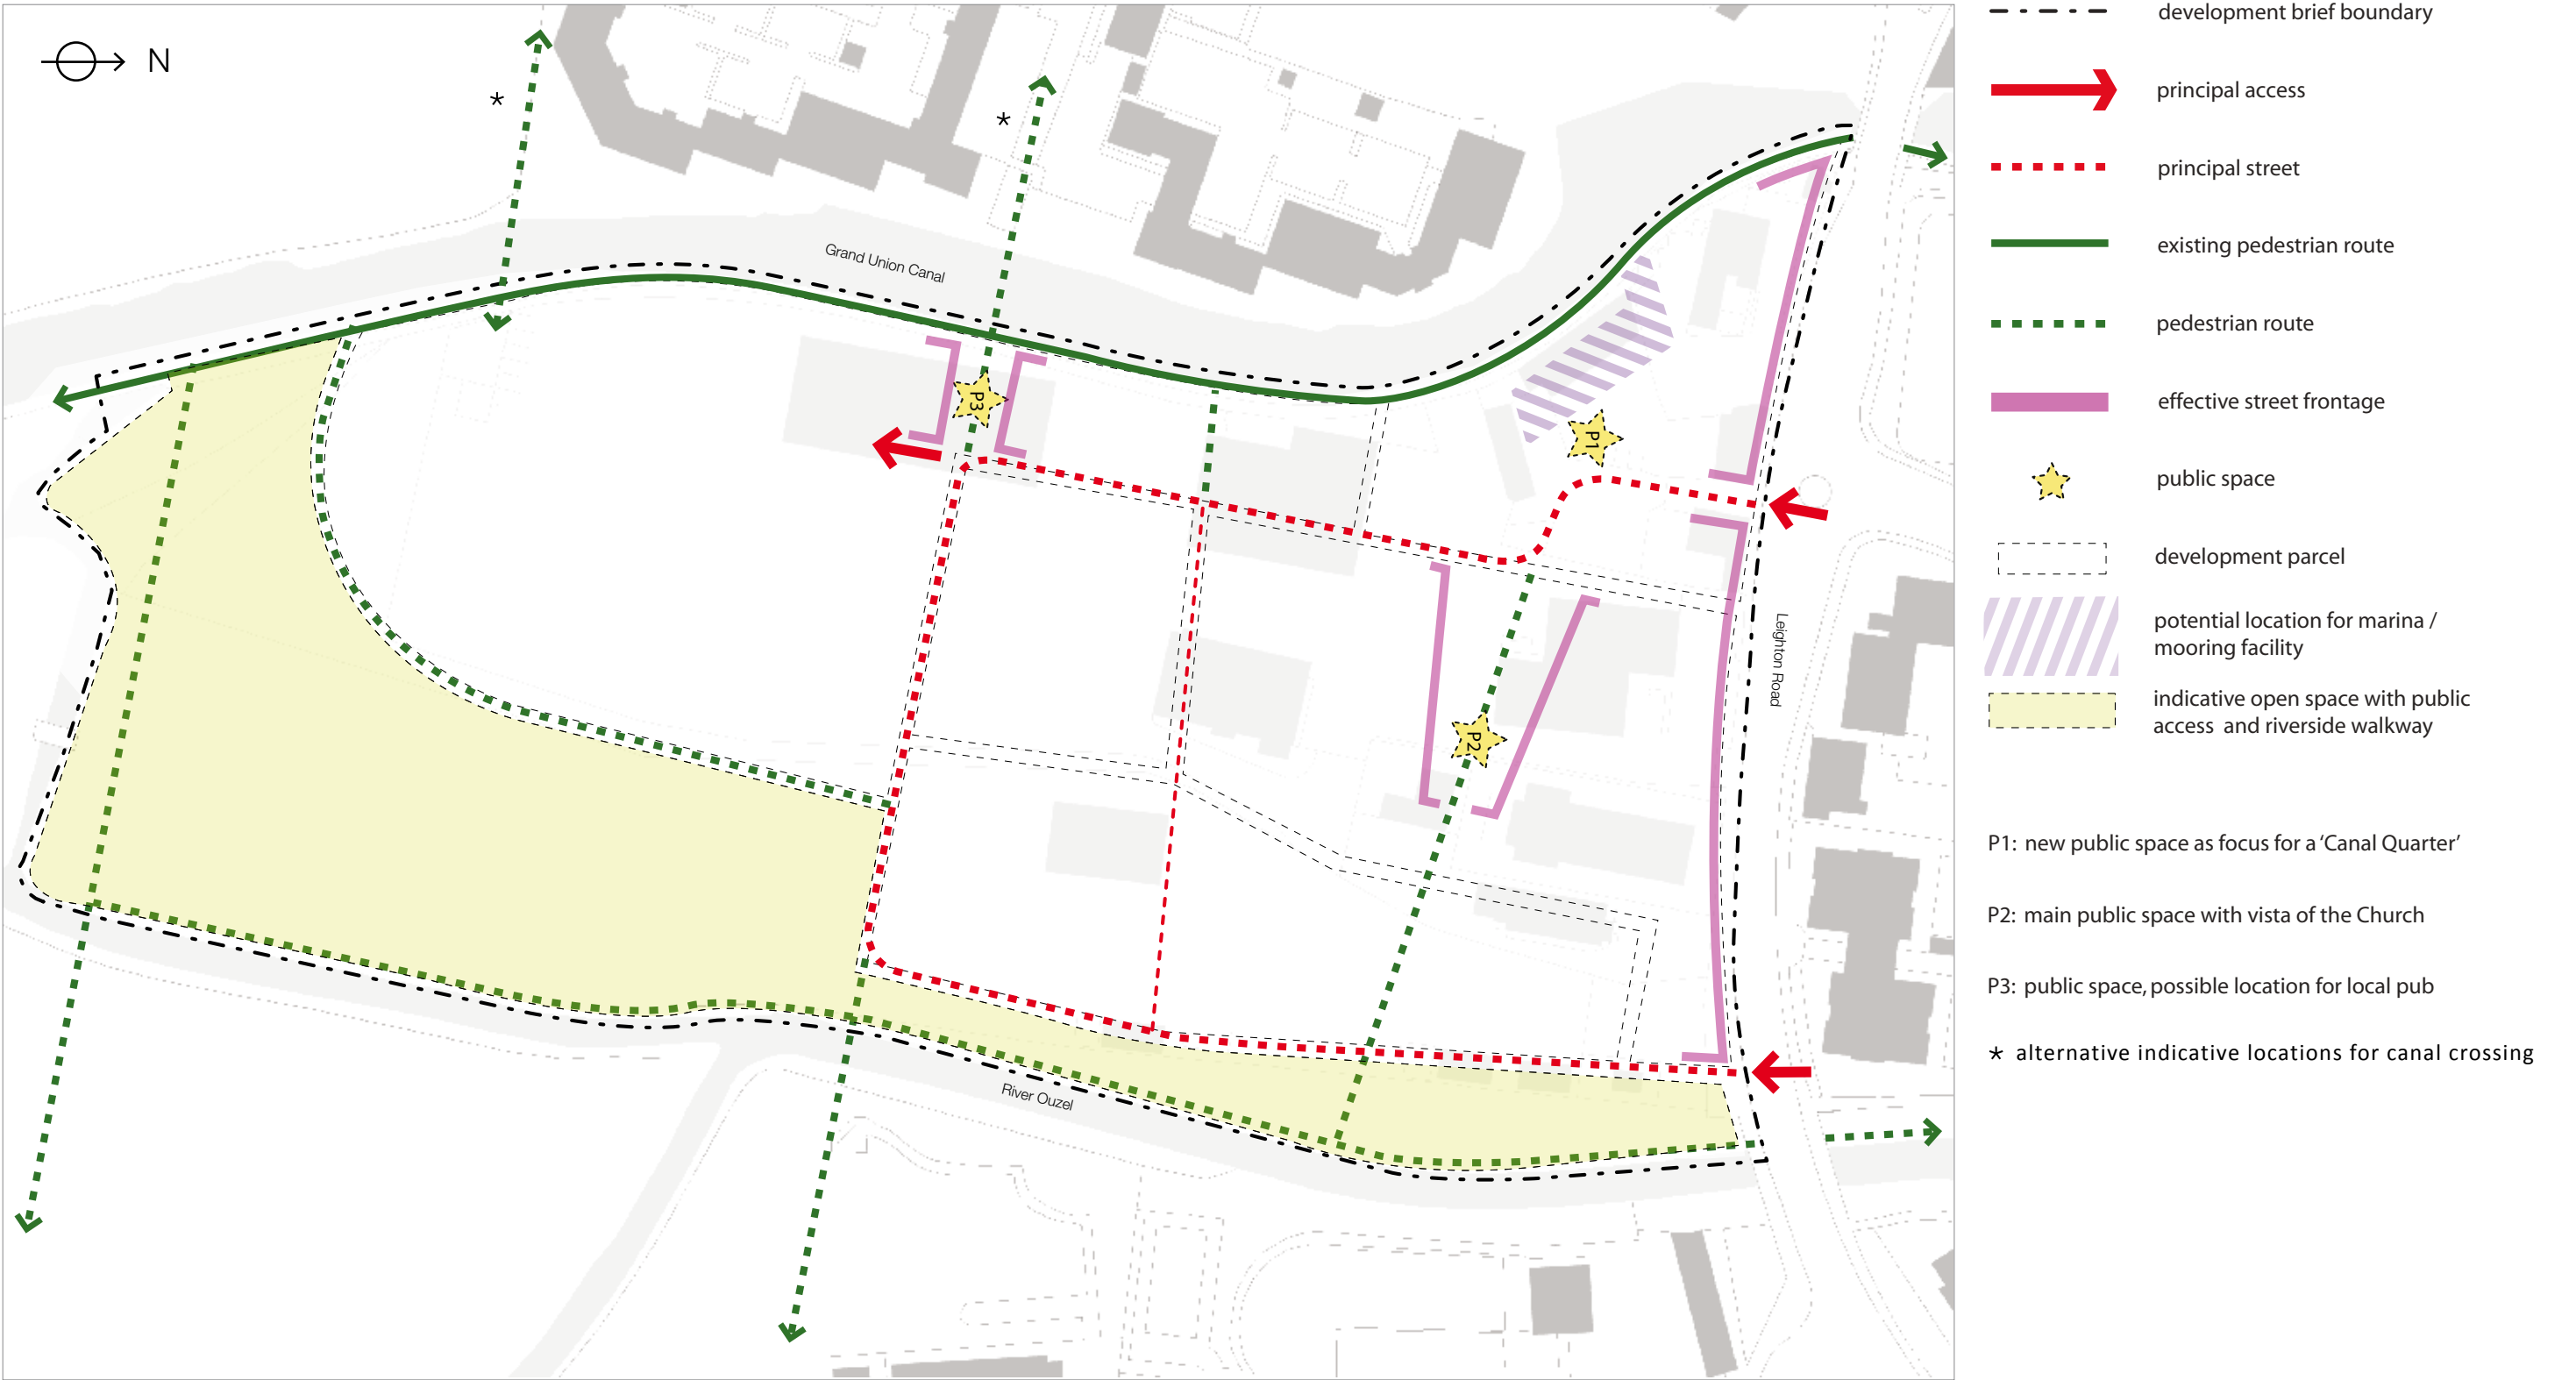 N
*
*
Grand Union Canal
P3
P1
Leighton Road
P2
River Ouzel
development brief boundary
principal access
principal street
existing pedestrian route
pedestrian route
effective street frontage
public space
development parcel
potential location for marina /
mooring facility
indicative open space with public
access and riverside walkway
P1: new public space as focus for a ‘Canal Quarter’
P2: main public space with vista of the Church
P3: public space, possible location for local pub
* alternative indicative locations for canal crossing